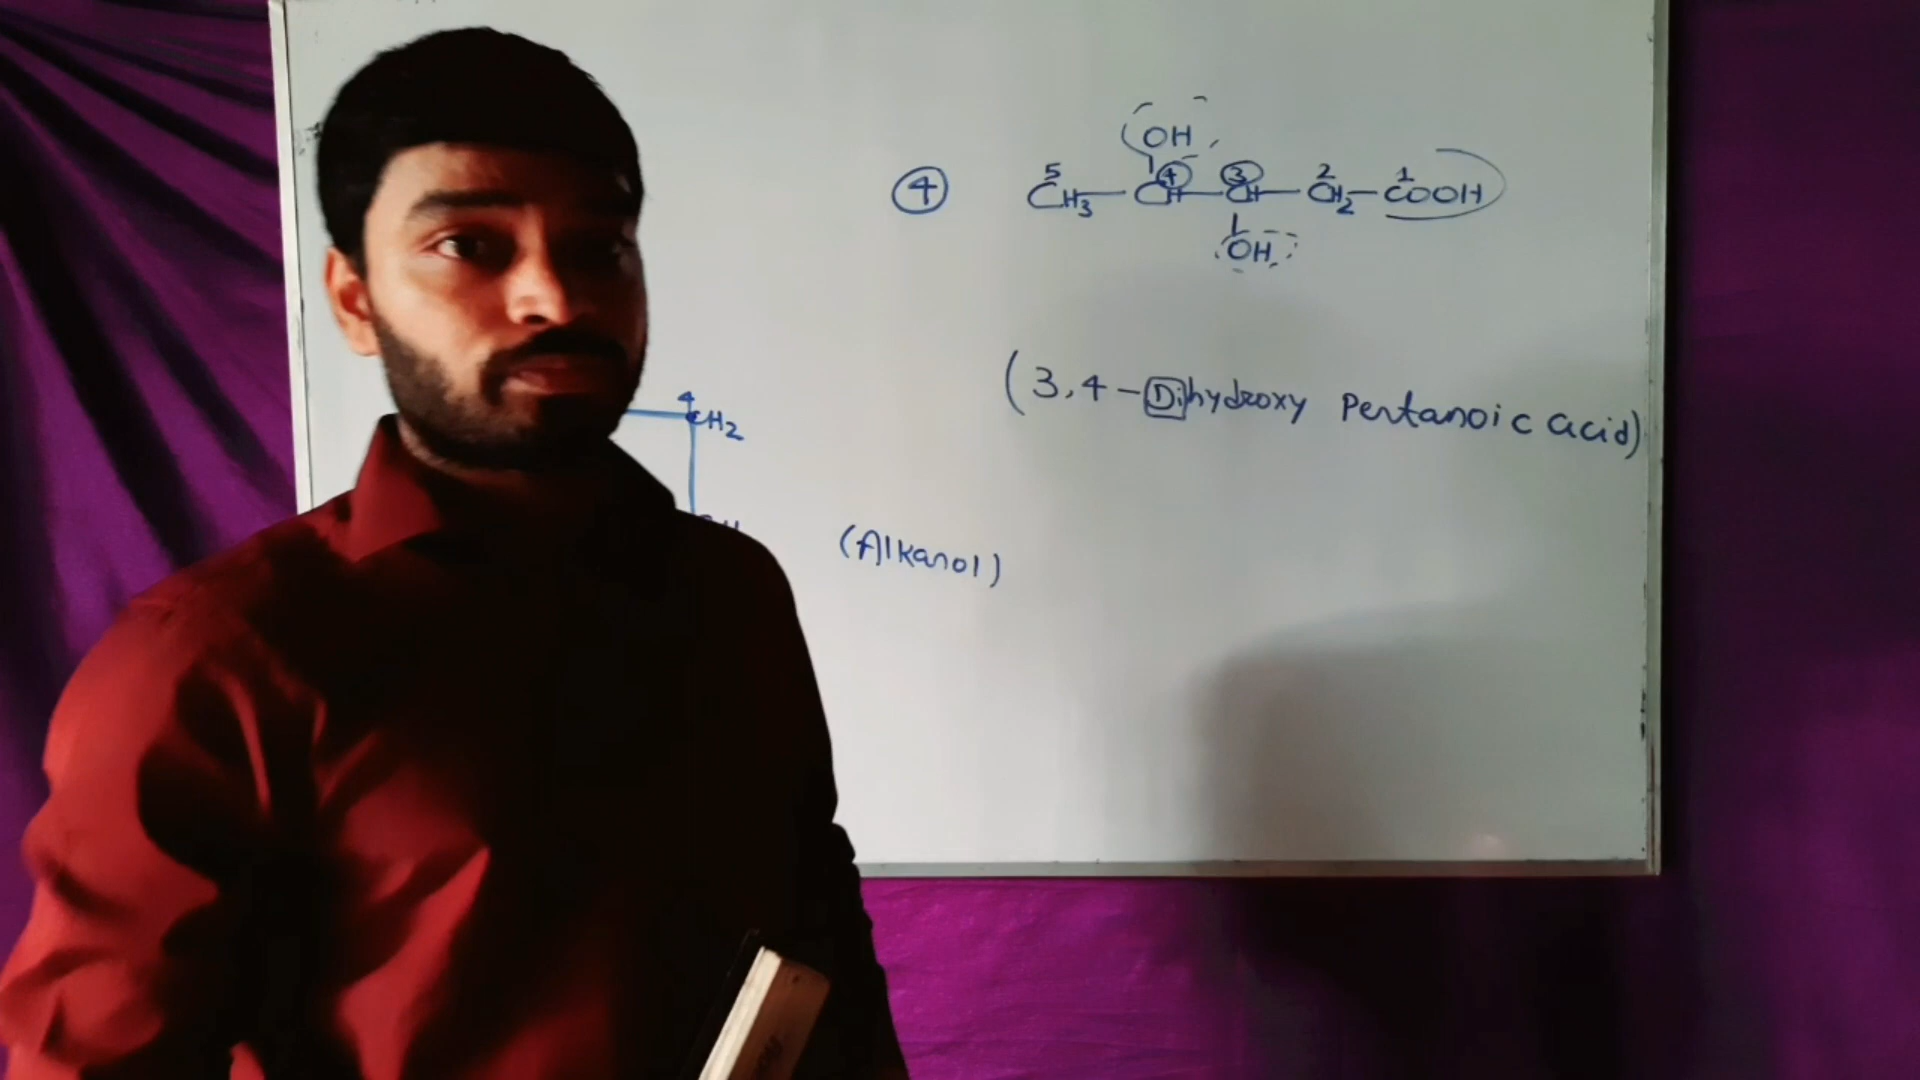 OH
④ 5 4 3 2 1
CH3—CH—CH—CH2—COOH
OH
(3,4-Dihydroxy Pentanoic acid)
4
CH2
(Alkanol)